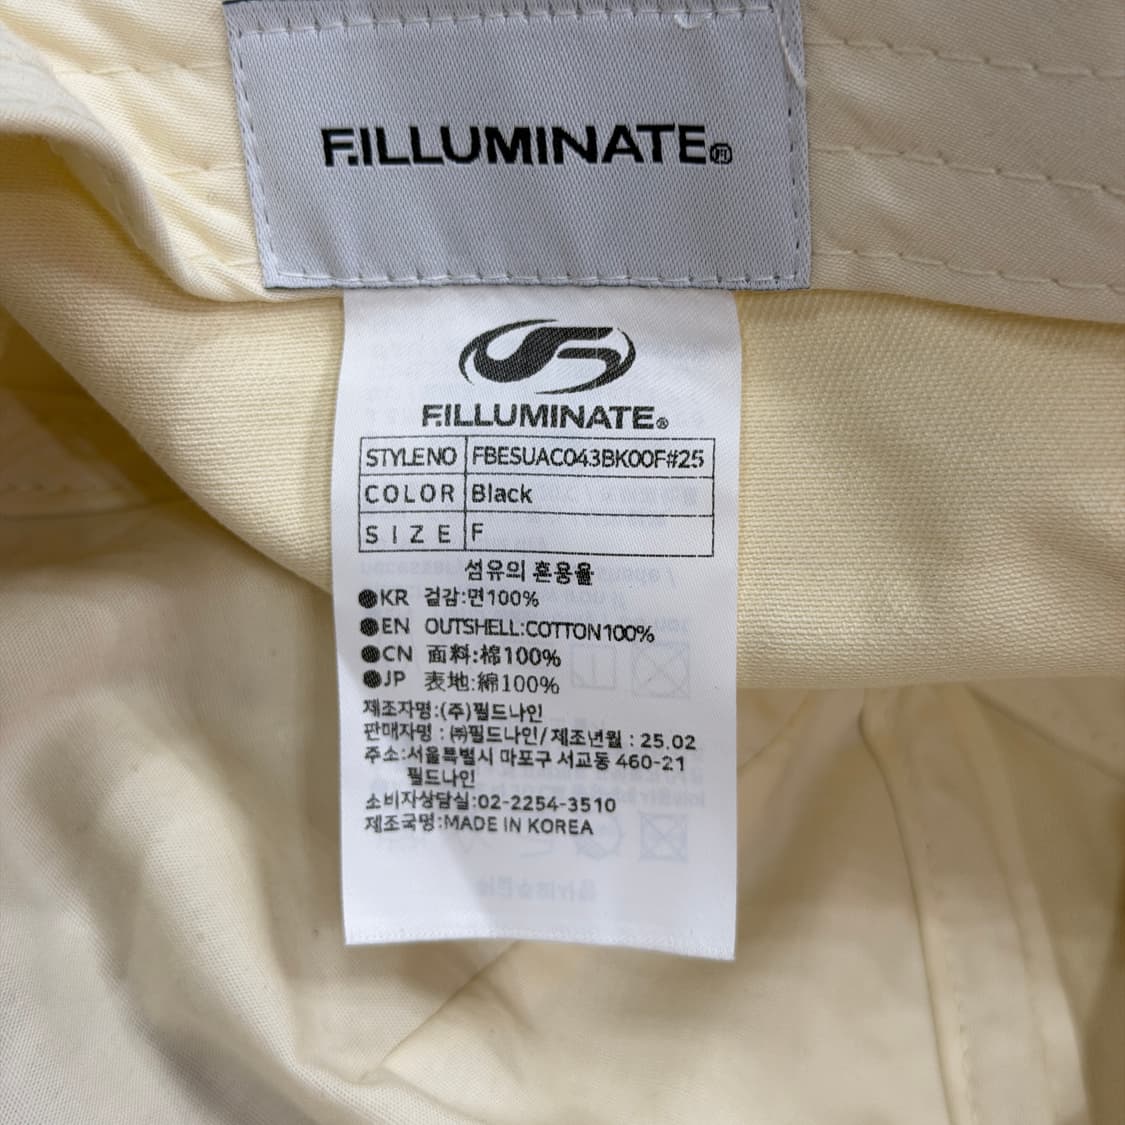 F.ILLUMINATE®
F.ILLUMINATE®
STYLE NO FBESUAC043BK00F#25
COLOR Black
SIZE F
섬유의 혼용율
●KR 겉감:면100%
●EN OUTSHELL:COTTON100%
●CN 面料:棉100%
●JP 表地:綿100%
제조자명:(주)필드나인
판매자명 : ㈜필드나인/ 제조년월 : 25.02
주소:서울특별시 마포구 서교동 460-21
필드나인
소비자상담실:02-2254-3510
제조국명:MADE IN KOREA